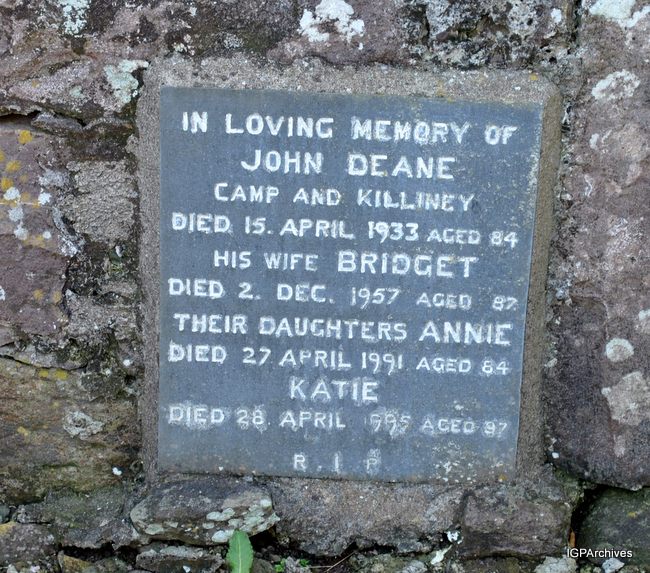 IN LOVING MEMORY OF
JOHN DEANE
CAMP AND KILLINEY
DIED 15. APRIL 1933 AGED 84
HIS WIFE BRIDGET
DIED 2. DEC. 1957 AGED 87
THEIR DAUGHTERS ANNIE
DIED 27 APRIL 1991 AGED 84
KATIE
DIED 28 APRIL 1995 AGED 87
R.I.P
IGPArchives